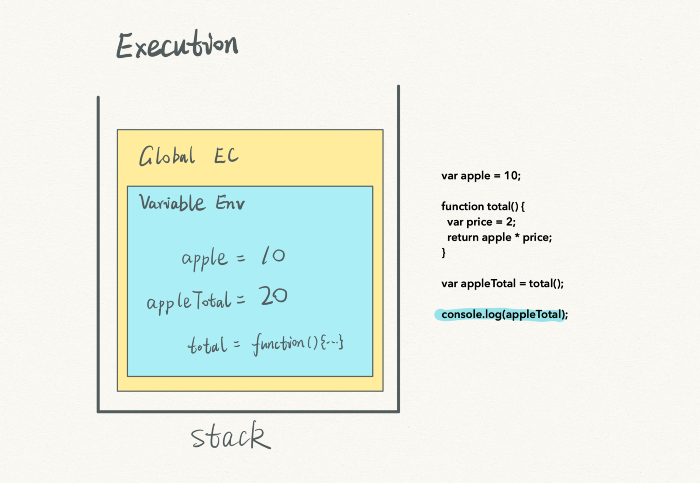 Execution
Global EC
Variable Env
apple = 10
appleTotal = 20
total = function(){...}
stack
var apple = 10;
function total() {
var price = 2;
return apple * price;
}
var appleTotal = total();
console.log(appleTotal);